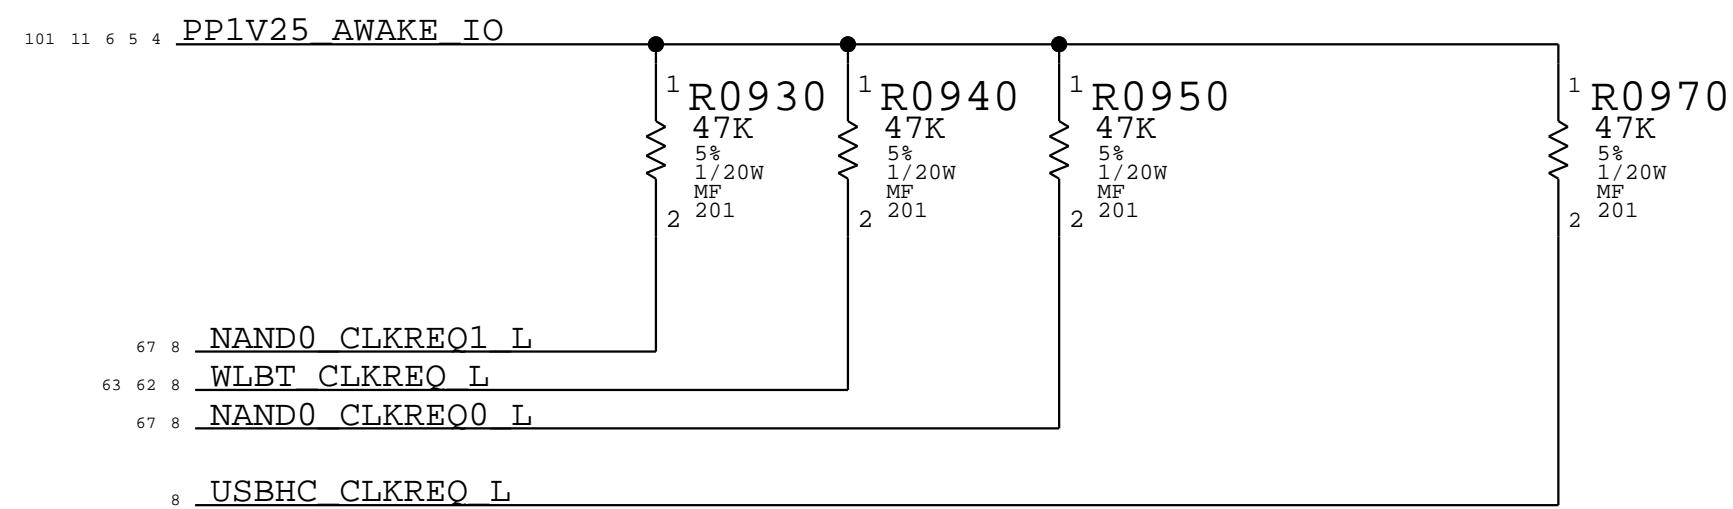 101 11 6 5 4 PP1V25_AWAKE_IO
1 R0930
47K
5%
1/20W
MF
201
2
1 R0940
47K
5%
1/20W
MF
201
2
1 R0950
47K
5%
1/20W
MF
201
2
1 R0970
47K
5%
1/20W
MF
201
2
67 8 NAND0_CLKREQ1_L
63 62 8 WLBT_CLKREQ_L
67 8 NAND0_CLKREQ0_L
8 USBHC_CLKREQ_L